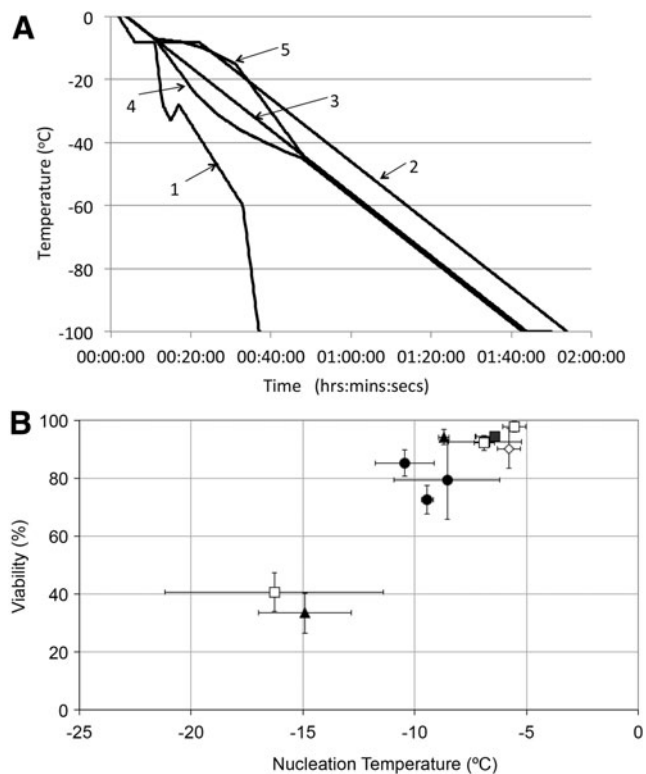 A
0
-20
-40
-60
-80
-100
Temperature (ºC)
5
3
4
2
1
00:00:00 00:20:00 00:40:00 01:00:00 01:20:00 01:40:00 02:00:00
Time (hrs:mins:secs)
B
100
80
60
40
20
0
Viability (%)
-25 -20 -15 -10 -5 0
Nucleation Temperature (ºC)